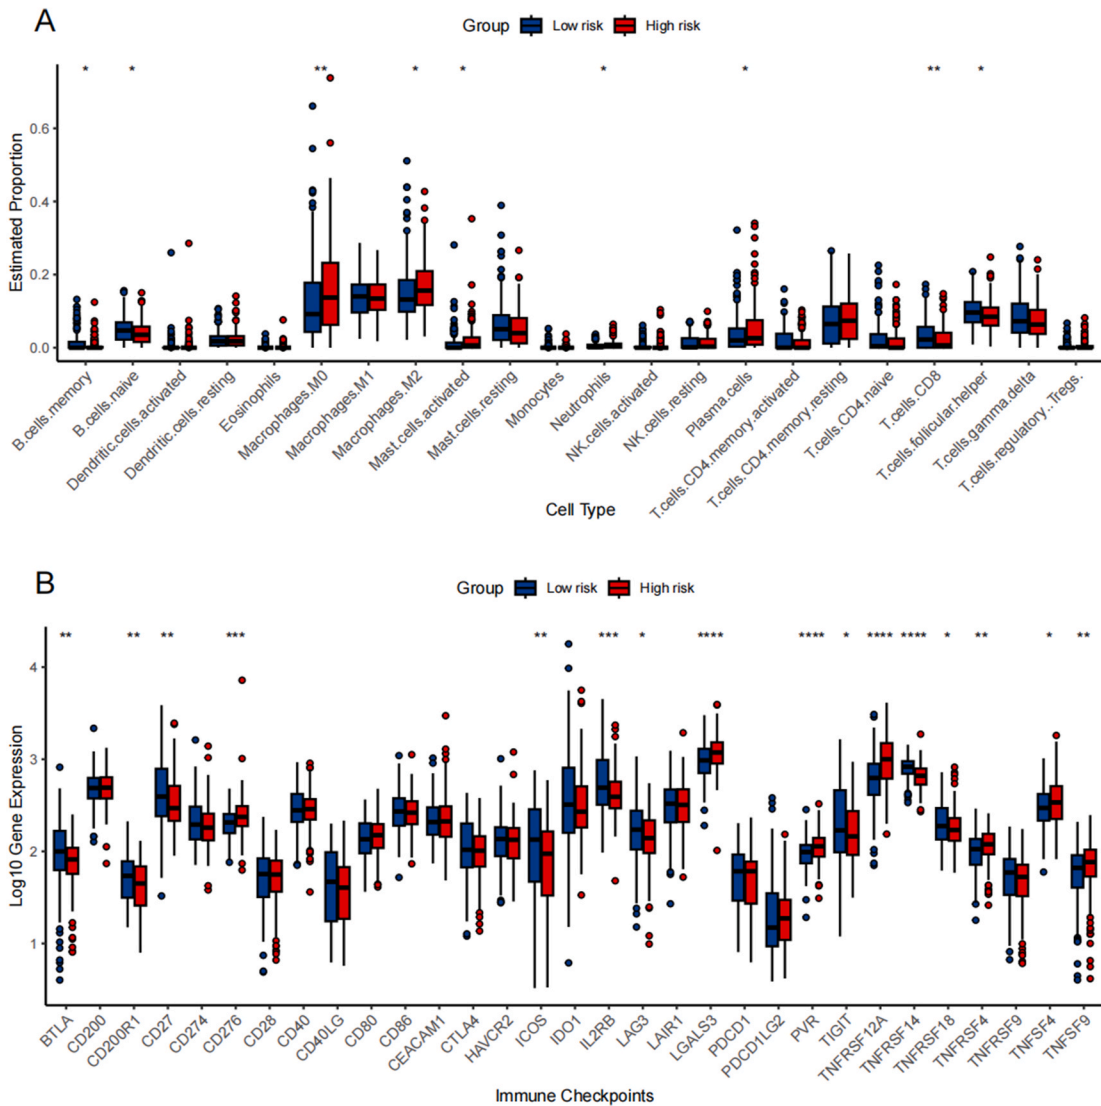 A
Group Low risk High risk
* * ** * * * * ** *
Estimated Proportion
0.6
0.4
0.2
0.0
B.cells.memory
B.cells.naive
Dendritic.cells.activated
Dendritic.cells.resting
Eosinophils
Macrophages.M0
Macrophages.M1
Macrophages.M2
Mast.cells.activated
Mast.cells.resting
Monocytes
Neutrophils
NK.cells.activated
NK.cells.resting
Plasma.cells
T.cells.CD4.memory.activated
T.cells.CD4.memory.resting
T.cells.CD4.naive
T.cells.CD8
T.cells.follicular.helper
T.cells.gamma.delta
T.cells.regulatory..Tregs.
Cell Type
B
Group Low risk High risk
** ** ** *** ** *** * **** **** * **** **** * ** * **
Log10 Gene Expression
4
3
2
1
BTLA
CD200
CD200R1
CD27
CD274
CD276
CD28
CD40
CD40LG
CD80
CD86
CEACAM1
CTLA4
HAVCR2
ICOS
IDO1
IL2RB
LAG3
LAIR1
LGALS3
PDCD1
PDCD1LG2
PVR
TIGIT
TNFRSF12A
TNFRSF14
TNFRSF18
TNFRSF4
TNFRSF9
TNFSF4
TNFSF9
Immune Checkpoints